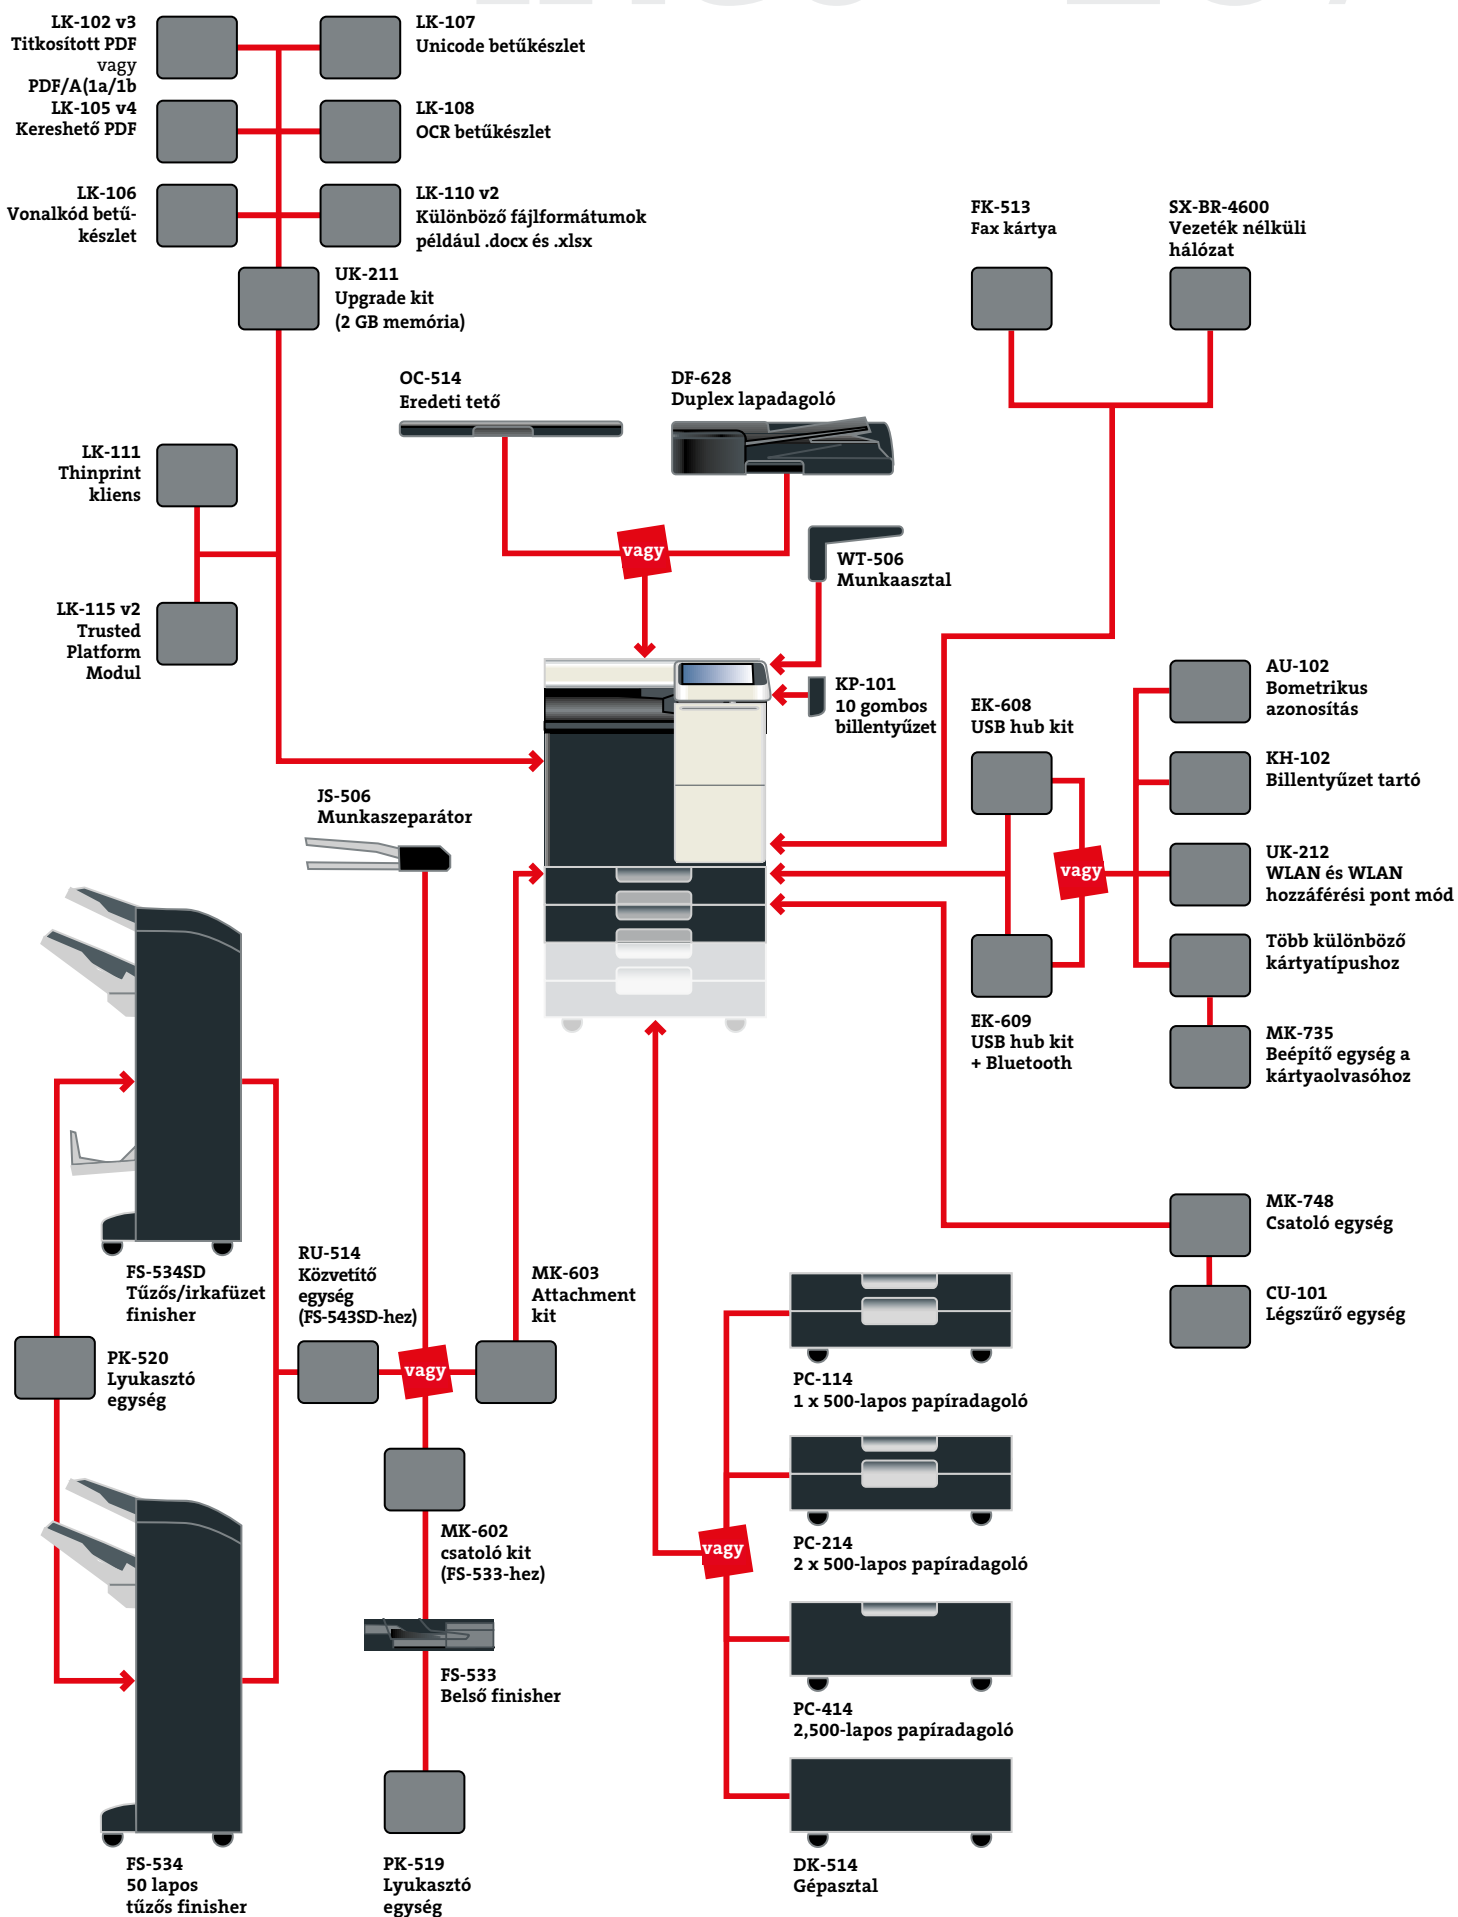 LK-102 v3
Titkosított PDF
vagy
PDF/A(1a/1b
LK-107
Unicode betűkészlet
LK-105 v4
Kereshető PDF
LK-108
OCR betűkészlet
LK-106
Vonalkód betű-
készlet
LK-110 v2
Különböző fájlformátumok
például .docx és .xlsx
UK-211
Upgrade kit
(2 GB memória)
FK-513
Fax kártya
SX-BR-4600
Vezeték nélküli
hálózat
OC-514
Eredeti tető
DF-628
Duplex lapadagoló
LK-111
Thinprint
kliens
vagy
WT-506
Munkaasztal
LK-115 v2
Trusted
Platform
Modul
KP-101
10 gombos
billentyűzet
EK-608
USB hub kit
AU-102
Bometrikus
azonosítás
KH-102
Billentyűzet tartó
JS-506
Munkaszeparátor
vagy
UK-212
WLAN és WLAN
hozzáférési pont mód
Több különböző
kártyatípushoz
EK-609
USB hub kit
+ Bluetooth
MK-735
Beépítő egység a
kártyaolvasóhoz
MK-748
Csatoló egység
CU-101
Légszűrő egység
FS-534SD
Tűzős/irkafüzet
finisher
RU-514
Közvetítő
egység
(FS-543SD-hez)
MK-603
Attachment
kit
PK-520
Lyukasztó
egység
vagy
PC-114
1 x 500-lapos papíradagoló
MK-602
csatoló kit
(FS-533-hez)
vagy
PC-214
2 x 500-lapos papíradagoló
FS-533
Belső finisher
PC-414
2,500-lapos papíradagoló
FS-534
50 lapos
tűzős finisher
PK-519
Lyukasztó
egység
DK-514
Gépasztal